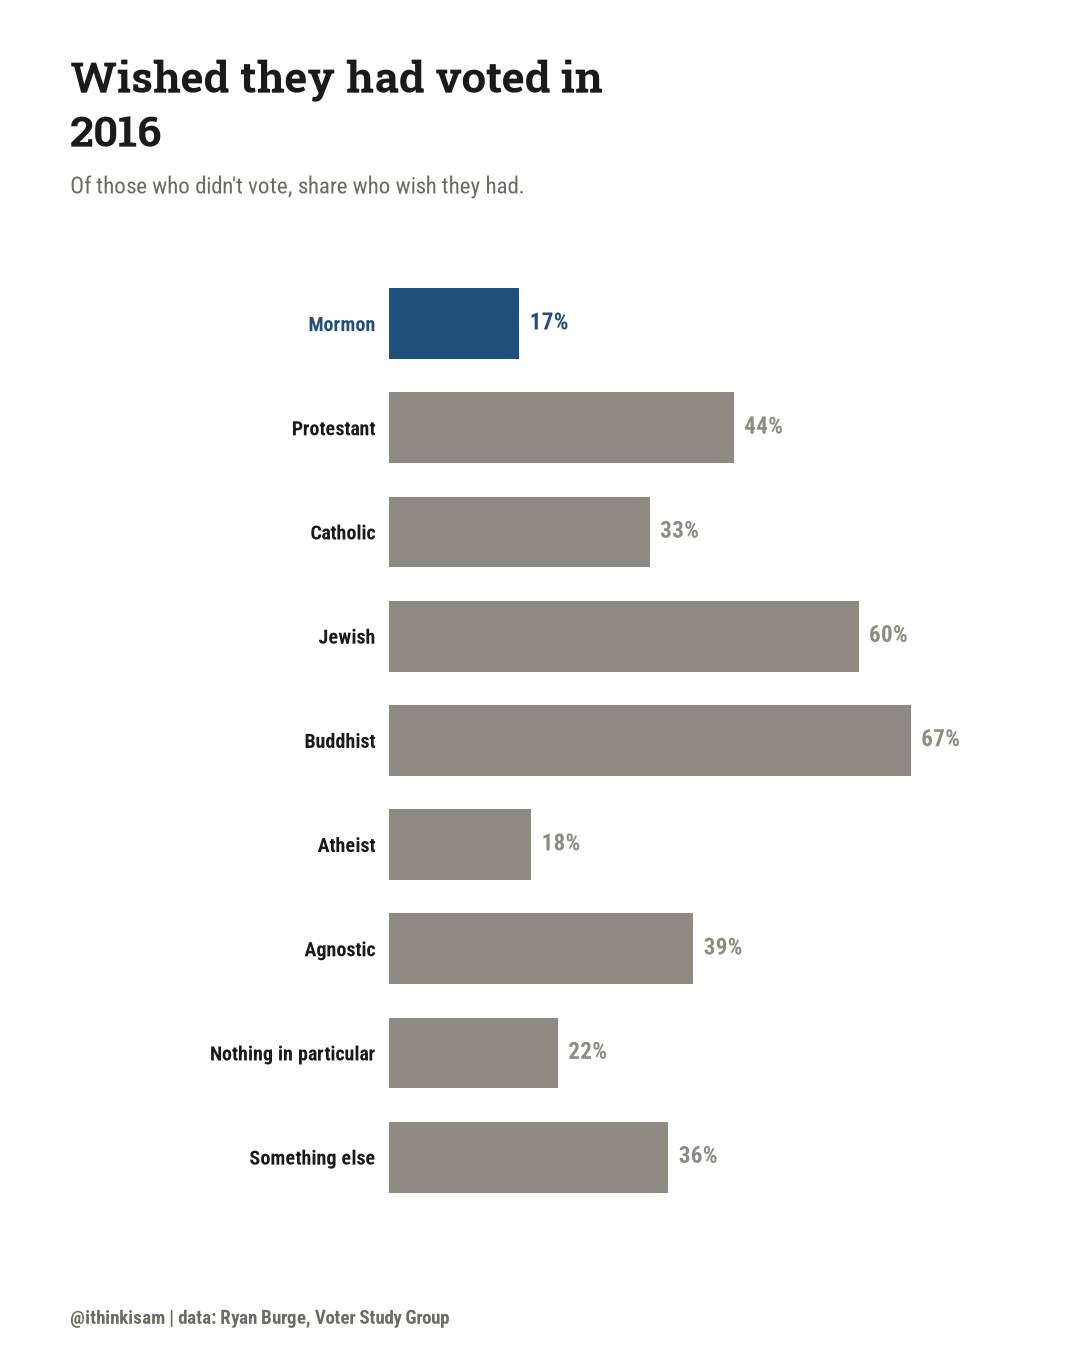 Wished they had voted in
2016
Of those who didn't vote, share who wish they had.
Mormon 17%
Protestant 44%
Catholic 33%
Jewish 60%
Buddhist 67%
Atheist 18%
Agnostic 39%
Nothing in particular 22%
Something else 36%
@ithinkisam | data: Ryan Burge, Voter Study Group